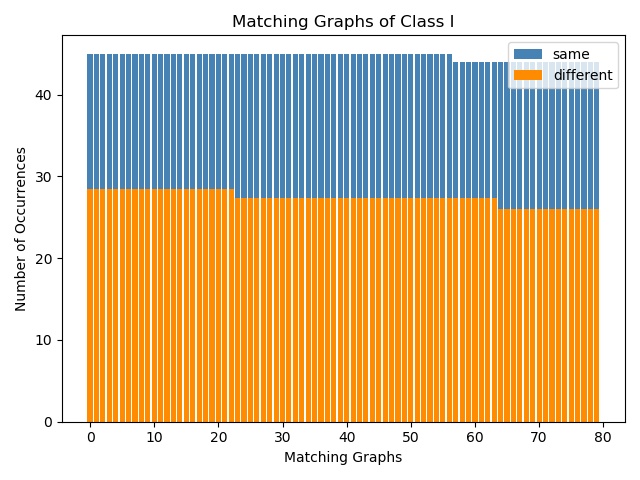 Matching Graphs of Class I
same
different
Number of Occurrences
40
30
20
10
0
0 10 20 30 40 50 60 70 80
Matching Graphs